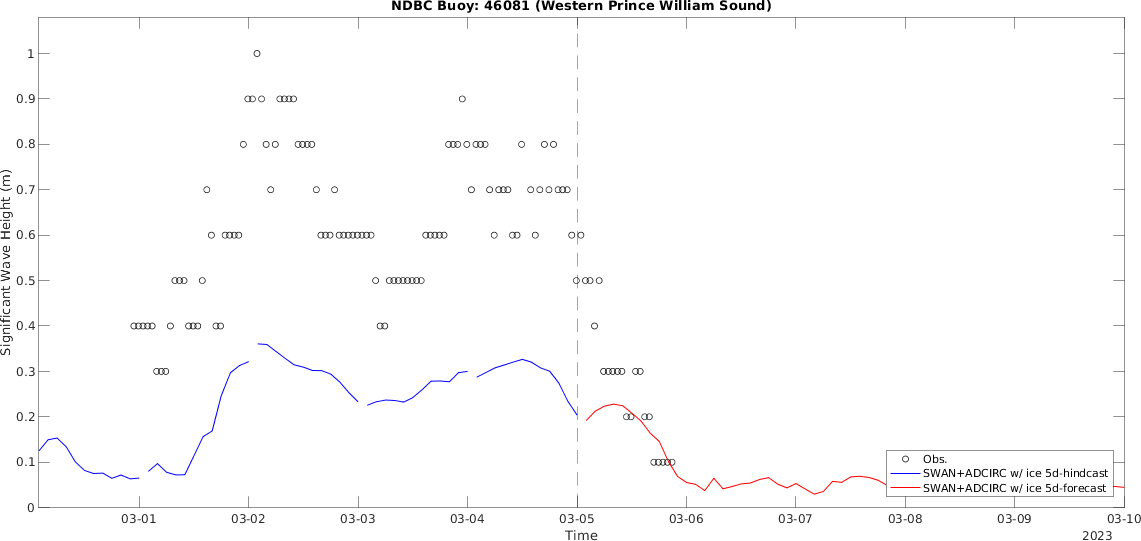 NDBC Buoy: 46081 (Western Prince William Sound)
Significant Wave Height (m)
1
0.9
0.8
0.7
0.6
0.5
0.4
0.3
0.2
0.1
0
Obs.
SWAN+ADCIRC w/ ice 5d-hindcast
SWAN+ADCIRC w/ ice 5d-forecast
03-01 03-02 03-03 03-04 03-05 03-06 03-07 03-08 03-09 03-10
Time
2023